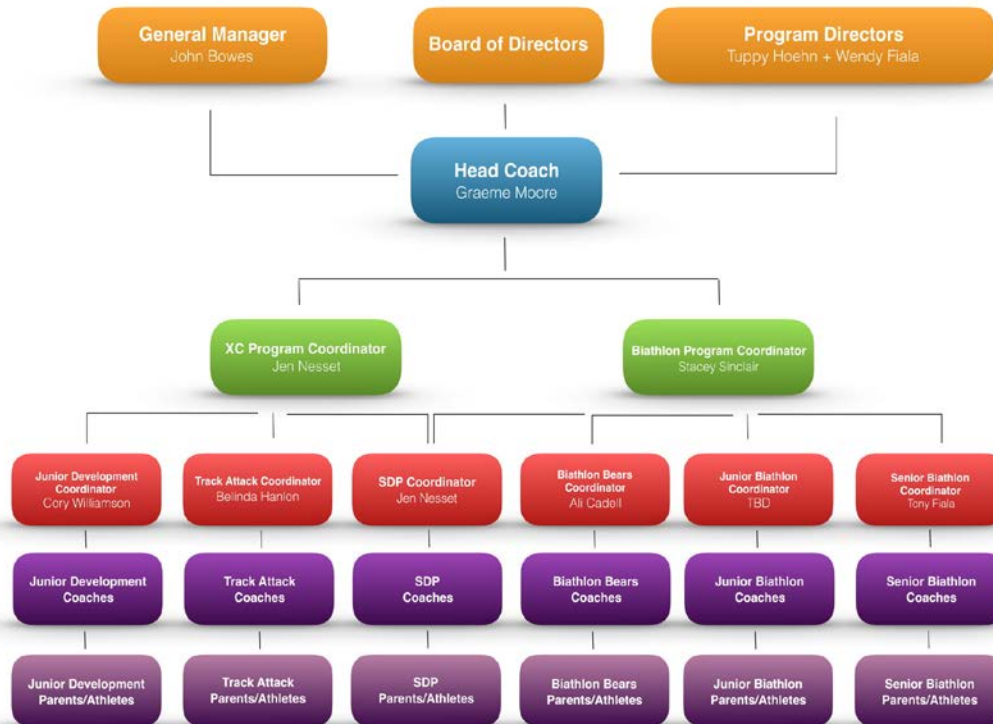 General Manager
John Bowes
Board of Directors
Program Directors
Tuppy Hoehn + Wendy Fiala
Head Coach
Graeme Moore
XC Program Coordinator
Jen Nesset
Biathlon Program Coordinator
Stacey Sinclair
Junior Development
Coordinator
Cory Williamson
Track Attack Coordinator
Belinda Hanlon
SDP Coordinator
Jen Nesset
Biathlon Bears
Coordinator
Ali Cadell
Junior Biathlon
Coordinator
TBD
Senior Biathlon
Coordinator
Tony Fiala
Junior Development
Coaches
Track Attack
Coaches
SDP
Coaches
Biathlon Bears
Coaches
Junior Biathlon
Coaches
Senior Biathlon
Coaches
Junior Development
Parents/Athletes
Track Attack
Parents/Athletes
SDP
Parents/Athletes
Biathlon Bears
Parents/Athletes
Junior Biathlon
Parents/Athletes
Senior Biathlon
Parents/Athletes